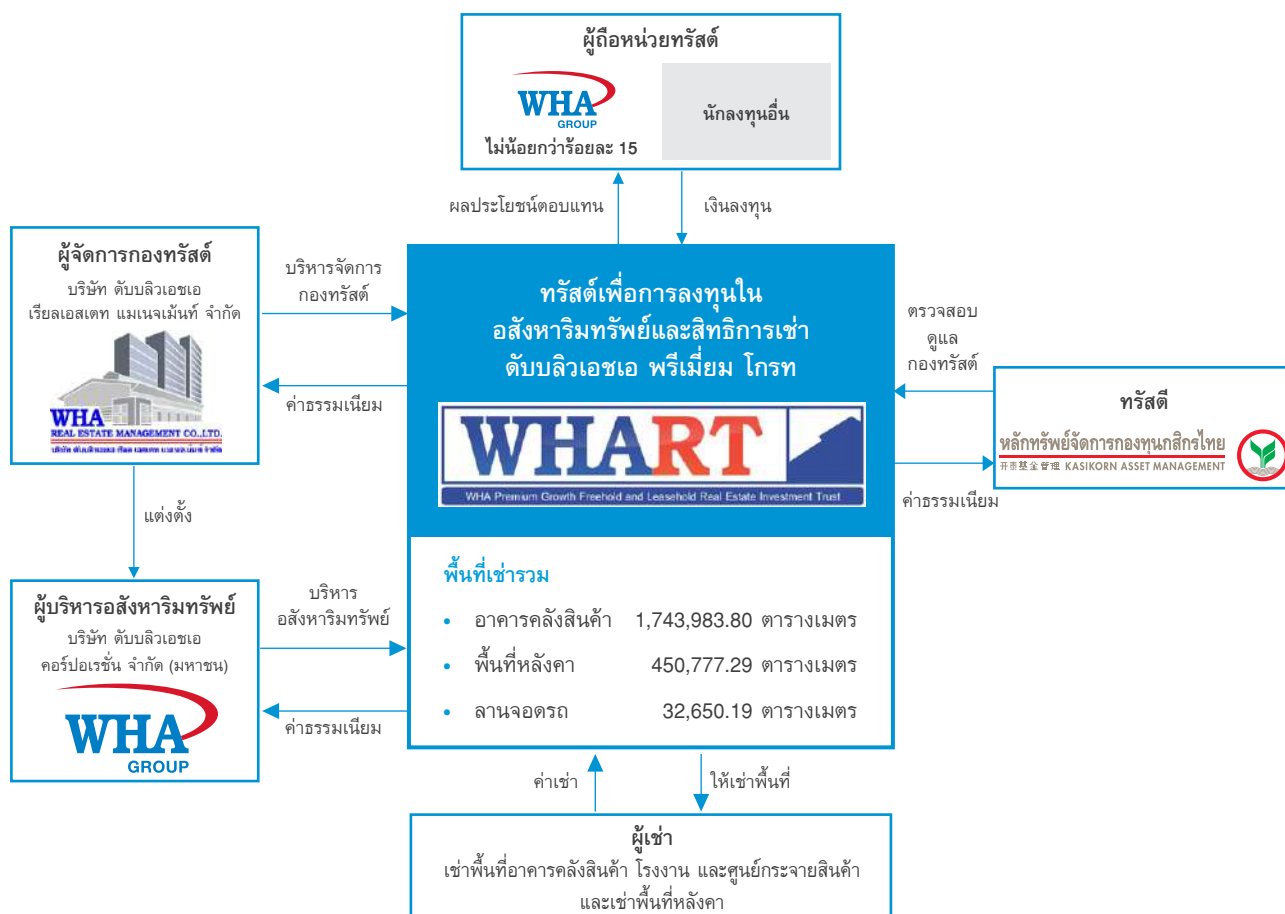 ผู้ถือหน่วยทรัสต์
WHA
GROUP
ไม่น้อยกว่าร้อยละ 15
นักลงทุนอื่น
ผลประโยชน์ตอบแทน
เงินลงทุน
ผู้จัดการกองทรัสต์
บริษัท ดับบลิวเอชเอ
เรียลเอสเตท แมเนจเม้นท์ จำกัด
WHA
REAL ESTATE MANAGEMENT CO.,LTD.
บริหารจัดการ
กองทรัสต์
ค่าธรรมเนียม
ทรัสต์เพื่อการลงทุนใน
อสังหาริมทรัพย์และสิทธิการเช่า
ดับบลิวเอชเอ พรีเมี่ยม โกรท
WHART
WHA Premium Growth Freehold and Leasehold Real Estate Investment Trust
ตรวจสอบ
ดูแล
กองทรัสต์
ทรัสตี
หลักทรัพย์จัดการกองทุนกสิกรไทย
开泰基金管理 KASIKORN ASSET MANAGEMENT
ค่าธรรมเนียม
แต่งตั้ง
ผู้บริหารอสังหาริมทรัพย์
บริษัท ดับบลิวเอชเอ
คอร์ปอเรชั่น จำกัด (มหาชน)
WHA
GROUP
บริหาร
อสังหาริมทรัพย์
ค่าธรรมเนียม
พื้นที่เช่ารวม
• อาคารคลังสินค้า 1,743,983.80 ตารางเมตร
• พื้นที่หลังคา 450,777.29 ตารางเมตร
• ลานจอดรถ 32,650.19 ตารางเมตร
ค่าเช่า
ให้เช่าพื้นที่
ผู้เช่า
เช่าพื้นที่อาคารคลังสินค้า โรงงาน และศูนย์กระจายสินค้า
และเช่าพื้นที่หลังคา